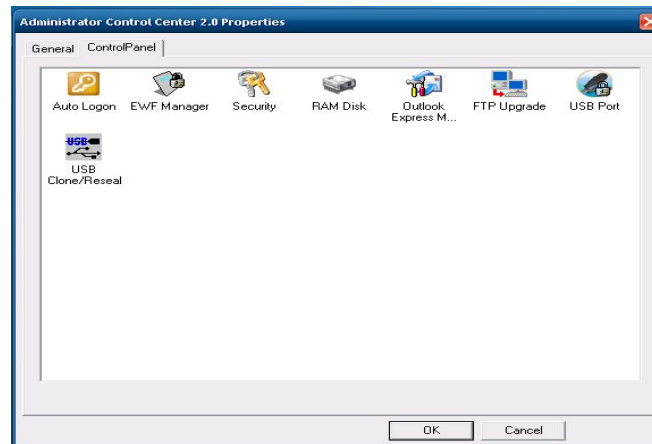 Administrator Control Center 2.0 Properties
General ControlPanel
Auto Logon EWF Manager Security RAM Disk Outlook Express M... FTP Upgrade USB Port
USB
USB Clone/Reseal
OK Cancel